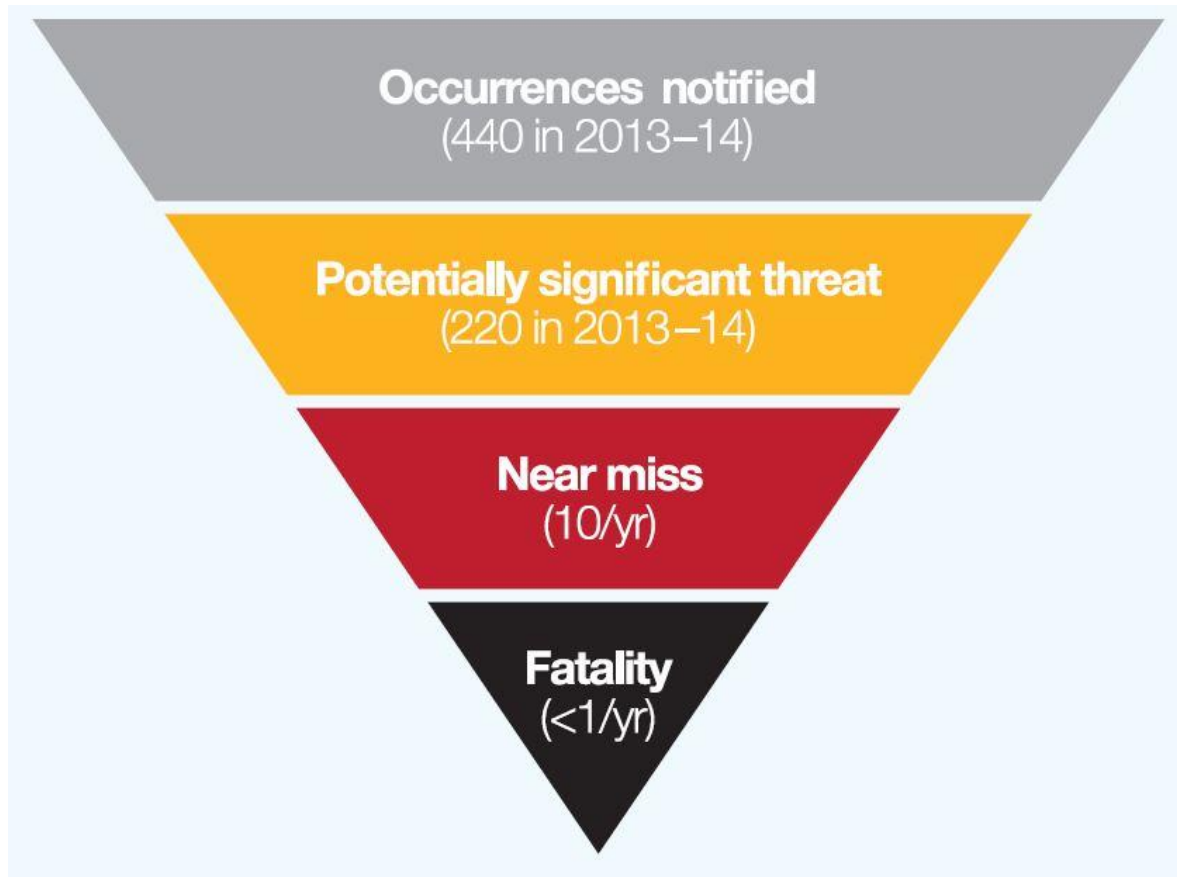 Occurrences notified
(440 in 2013–14)
Potentially significant threat
(220 in 2013–14)
Near miss
(10/yr)
Fatality
(<1/yr)